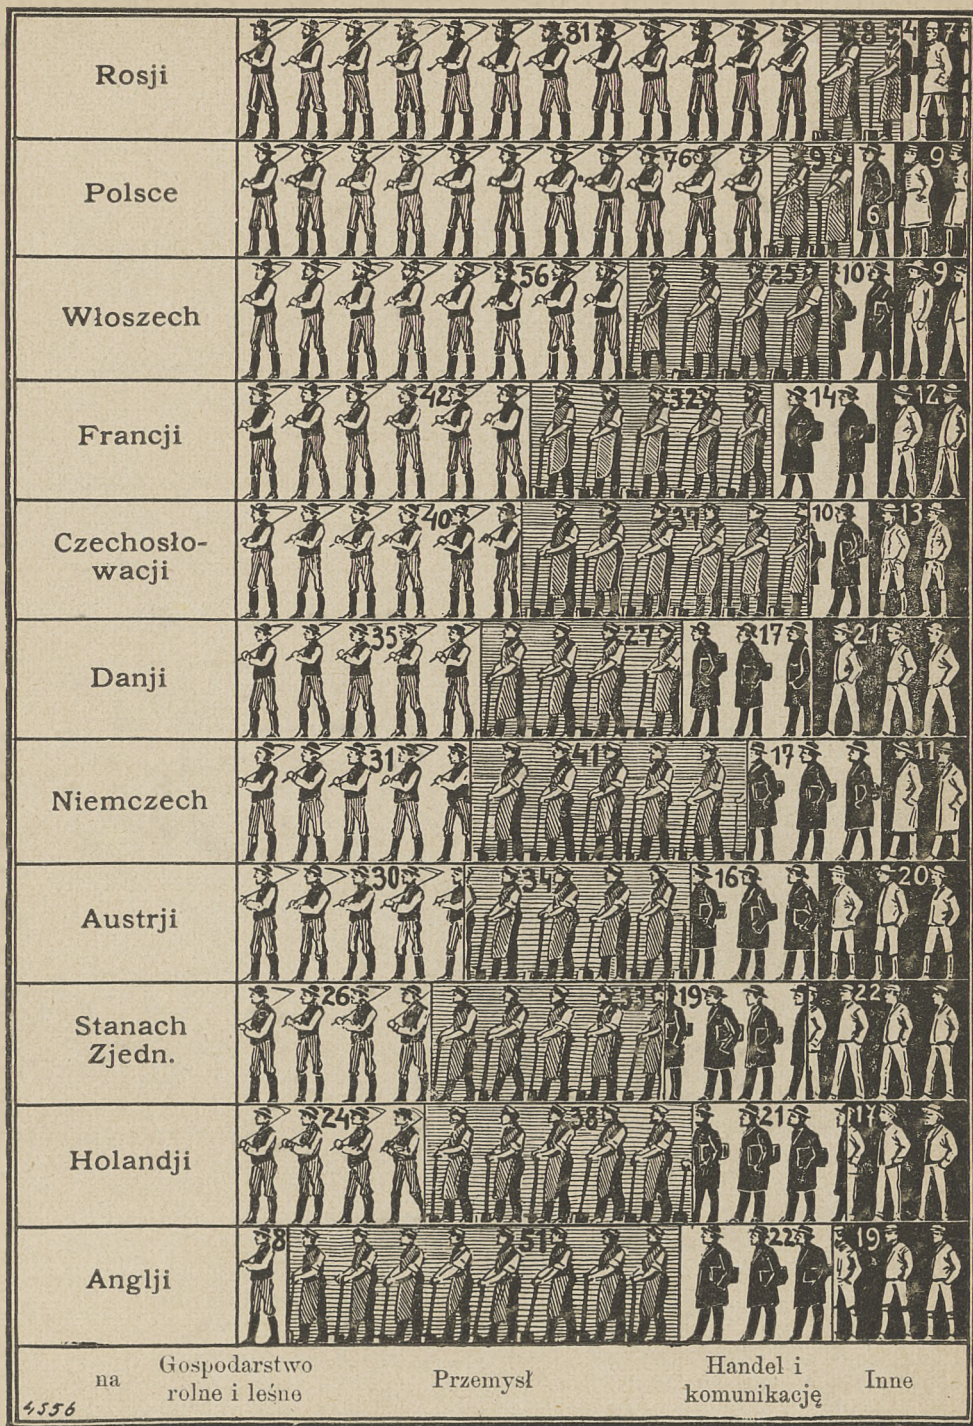 Rosji 81 8 4 7
Polsce 76 9 6 9
Włoszech 56 25 10 9
Francji 42 32 14 12
Czechosło-
wacji 40 37 10 13
Danji 35 27 17 21
Niemczech 31 41 17 11
Austrji 30 34 16 20
Stanach
Zjedn. 26 33 19 22
Holandji 24 38 21 17
Anglji 8 51 22 19
na Gospodarstwo
rolne i leśne
Przemysł
Handel i
komunikację
Inne
4556